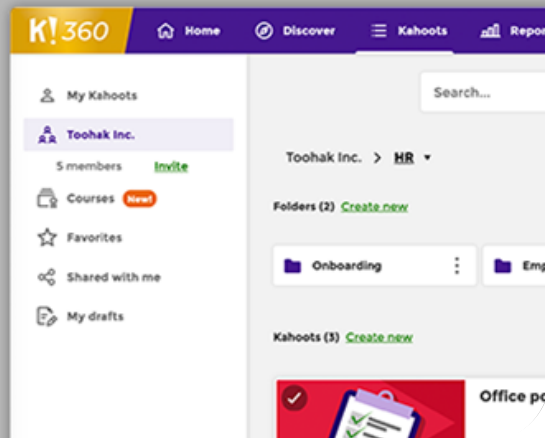 K! 360
Home
Discover
Kahoots
My Kahoots
Toohak Inc.
5 members Invite
Courses New!
Favorites
Shared with me
My drafts
Search...
Toohak Inc. > HR
Folders (2) Create new
Onboarding
Kahoots (3) Create new
Office